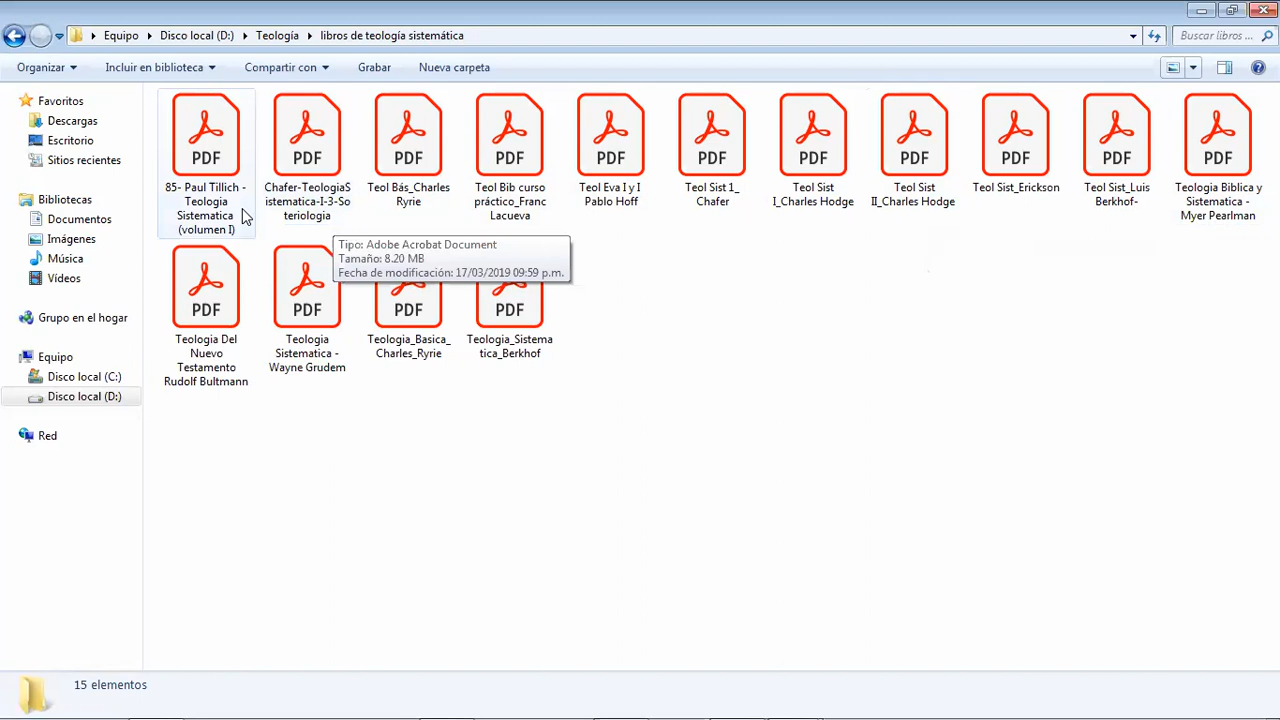 Equipo ▸ Disco local (D:) ▸ Teología ▸ libros de teología sistemática
Buscar libros ...
Organizar
Incluir en biblioteca
Compartir con
Grabar
Nueva carpeta
Favoritos
Descargas
Escritorio
Sitios recientes
Bibliotecas
Documentos
Imágenes
Música
Vídeos
Grupo en el hogar
Equipo
Disco local (C:)
Disco local (D:)
Red
PDF
85- Paul Tillich -
Teologia
Sistematica
(volumen I)
PDF
Chafer-TeologiaS
istematica-I-3-So
teriologia
PDF
Teol Bás_Charles
Ryrie
PDF
Teol Bib curso
práctico_Franc
Lacueva
PDF
Teol Eva I y I
Pablo Hoff
PDF
Teol Sist 1_
Chafer
PDF
Teol Sist
I_Charles Hodge
PDF
Teol Sist
II_Charles Hodge
PDF
Teol Sist_Erickson
PDF
Teol Sist_Luis
Berkhof-
PDF
Teologia Biblica y
Sistematica -
Myer Pearlman
Tipo: Adobe Acrobat Document
Tamaño: 8.20 MB
Fecha de modificación: 17/03/2019 09:59 p.m.
PDF
Teologia Del
Nuevo
Testamento
Rudolf Bultmann
PDF
Teologia
Sistematica -
Wayne Grudem
PDF
Teologia_Basica_
Charles_Ryrie
PDF
Teologia_Sistema
tica_Berkhof
15 elementos